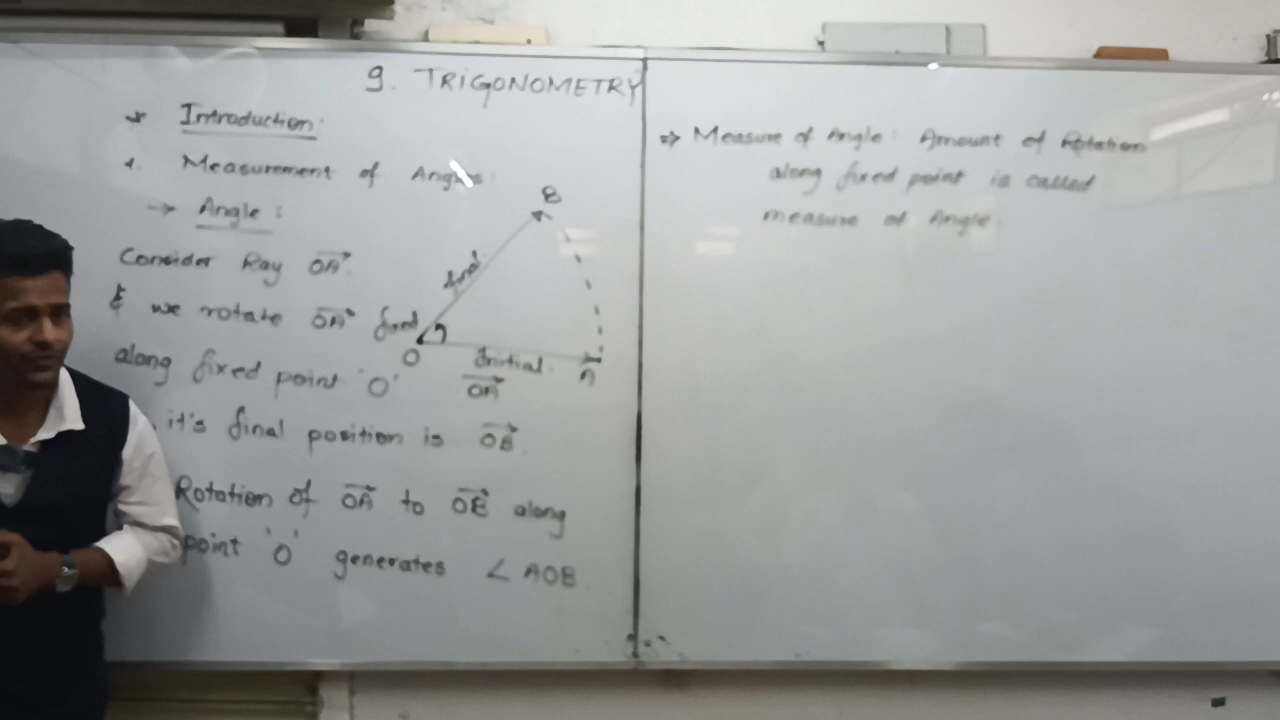 9. TRIGONOMETRY
* Introduction:
*. Measurement of Angles:
→ Angle:
Consider Ray OA.
& we rotate OA
along fixed point 'O'
it's final position is OB.
Rotation of OA to OB along
point 'O' generates ∠AOB.
B
final
fixed
O
Initial
OA
A
⇒ Measure of Angle: Amount of Rotation
along fixed point is called
measure of Angle.